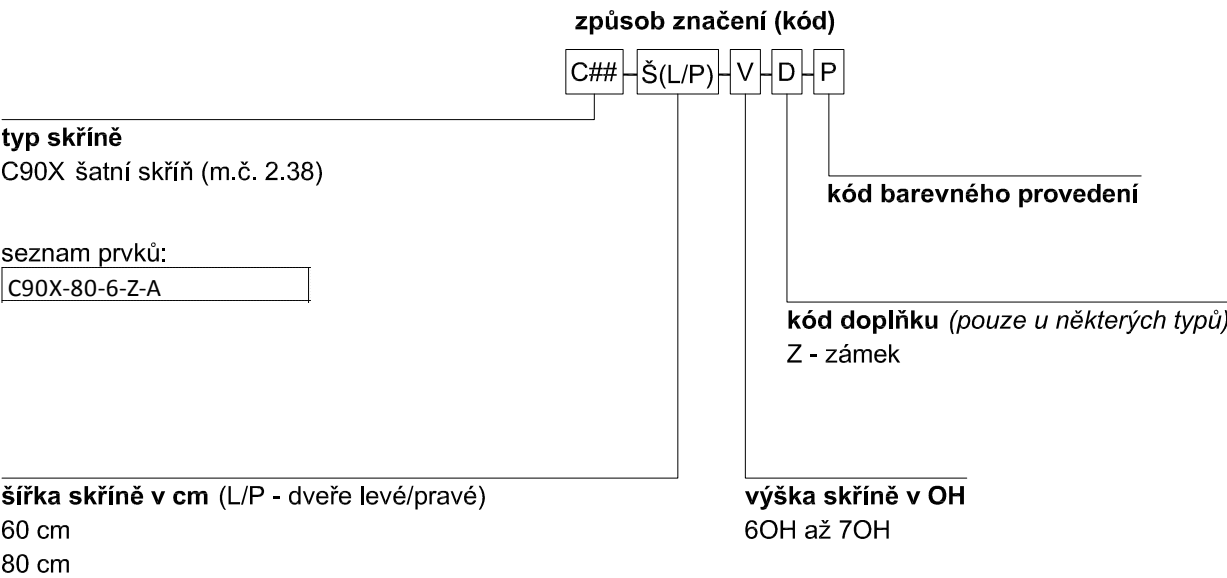 způsob značení (kód)
C## Š(L/P) V D P
typ skříně
C90X šatní skříň (m.č. 2.38)
kód barevného provedení
seznam prvků:
C90X-80-6-Z-A
kód doplňku (pouze u některých typů)
Z - zámek
šířka skříně v cm (L/P - dveře levé/pravé)
60 cm
80 cm
výška skříně v OH
6OH až 7OH